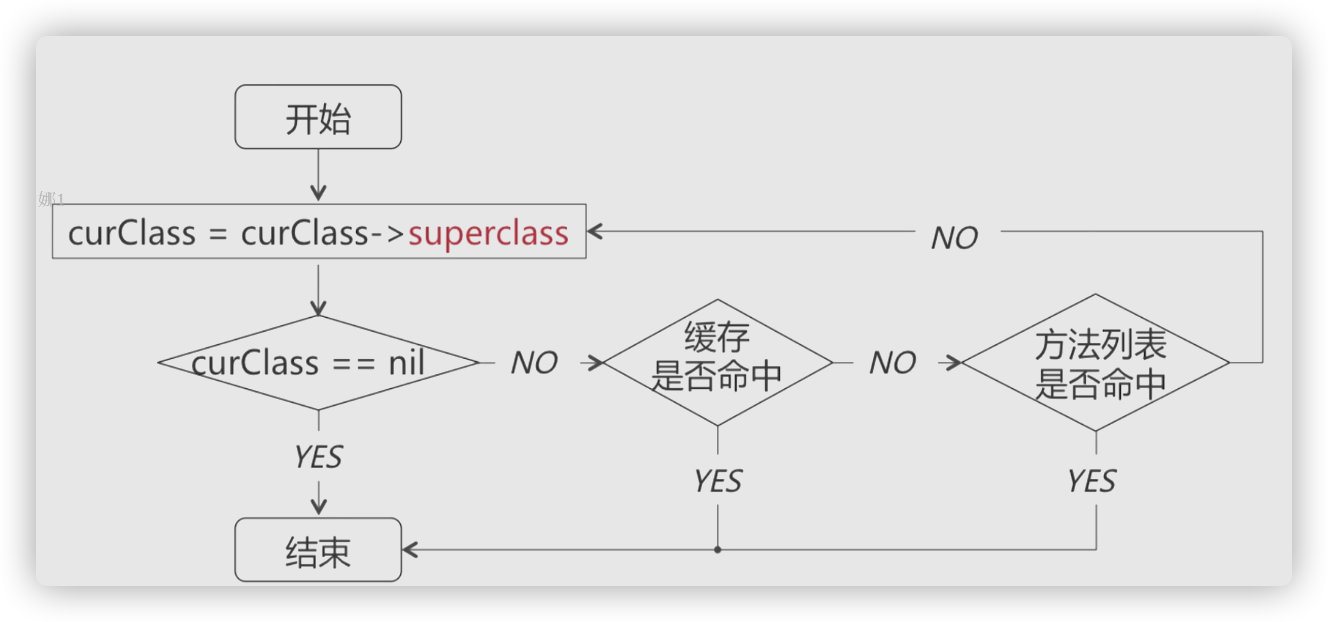 开始
娜1
curClass = curClass->superclass
NO
curClass == nil
NO
缓存
是否命中
NO
方法列表
是否命中
YES
YES
YES
结束